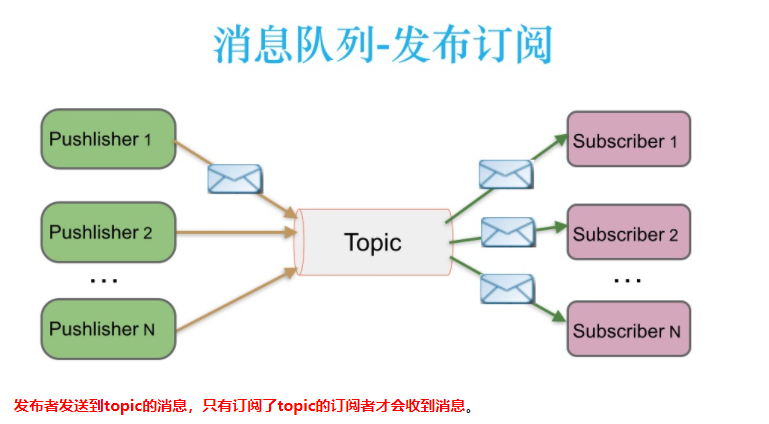 消息队列-发布订阅
Pushlisher 1
Subscriber 1
Pushlisher 2
Topic
Subscriber 2
...
...
Pushlisher N
Subscriber N
发布者发送到topic的消息，只有订阅了topic的订阅者才会收到消息。